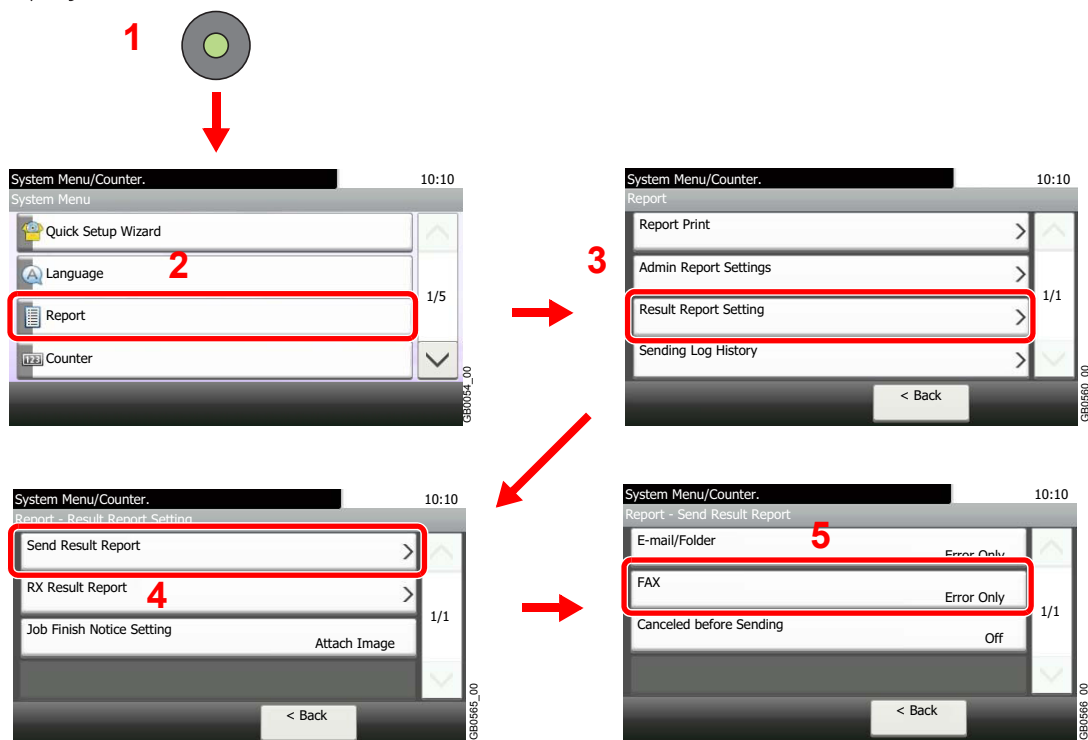 1
System Menu/Counter.
10:10
System Menu
Quick Setup Wizard
Language
2
1/5
Report
123 Counter
GB0054_00
System Menu/Counter.
10:10
Report
Report Print
3
Admin Report Settings
1/1
Result Report Setting
Sending Log History
< Back
GB0560_00
System Menu/Counter.
10:10
Report - Result Report Setting
Send Result Report
RX Result Report
4
1/1
Job Finish Notice Setting
Attach Image
< Back
GB0565_00
System Menu/Counter.
10:10
Report - Send Result Report
5
E-mail/Folder
Error Only
FAX
Error Only
1/1
Canceled before Sending
Off
< Back
GB0566_00